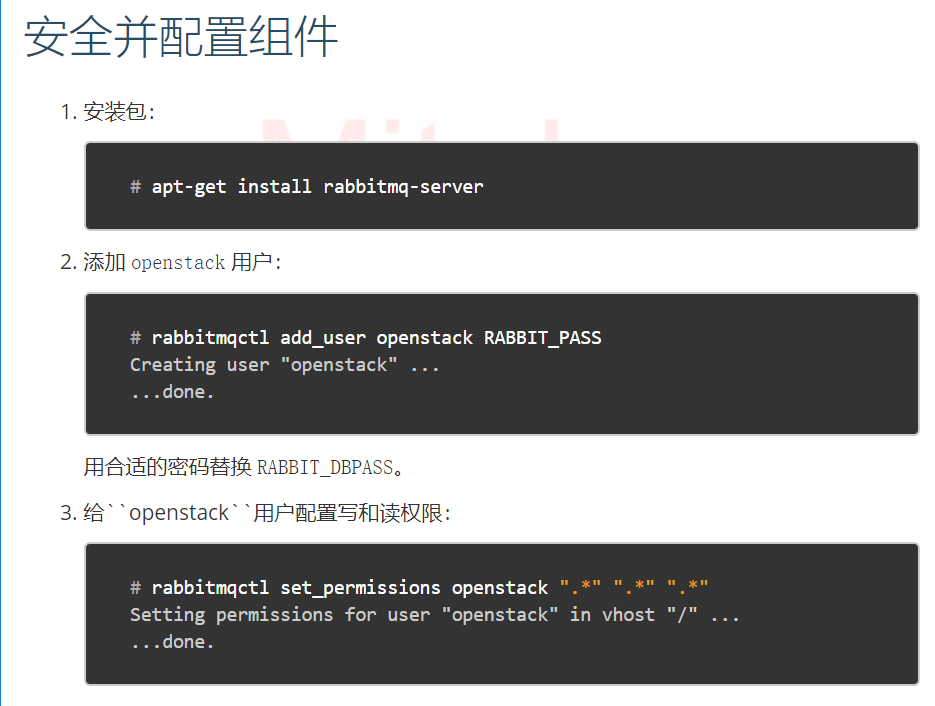 安全并配置组件
1. 安装包:
# apt-get install rabbitmq-server
2. 添加 openstack 用户:
# rabbitmqctl add_user openstack RABBIT_PASS
Creating user "openstack" ...
...done.
用合适的密码替换 RABBIT_DBPASS。
3. 给``openstack``用户配置写和读权限:
# rabbitmqctl set_permissions openstack ".*" ".*" ".*"
Setting permissions for user "openstack" in vhost "/" ...
...done.